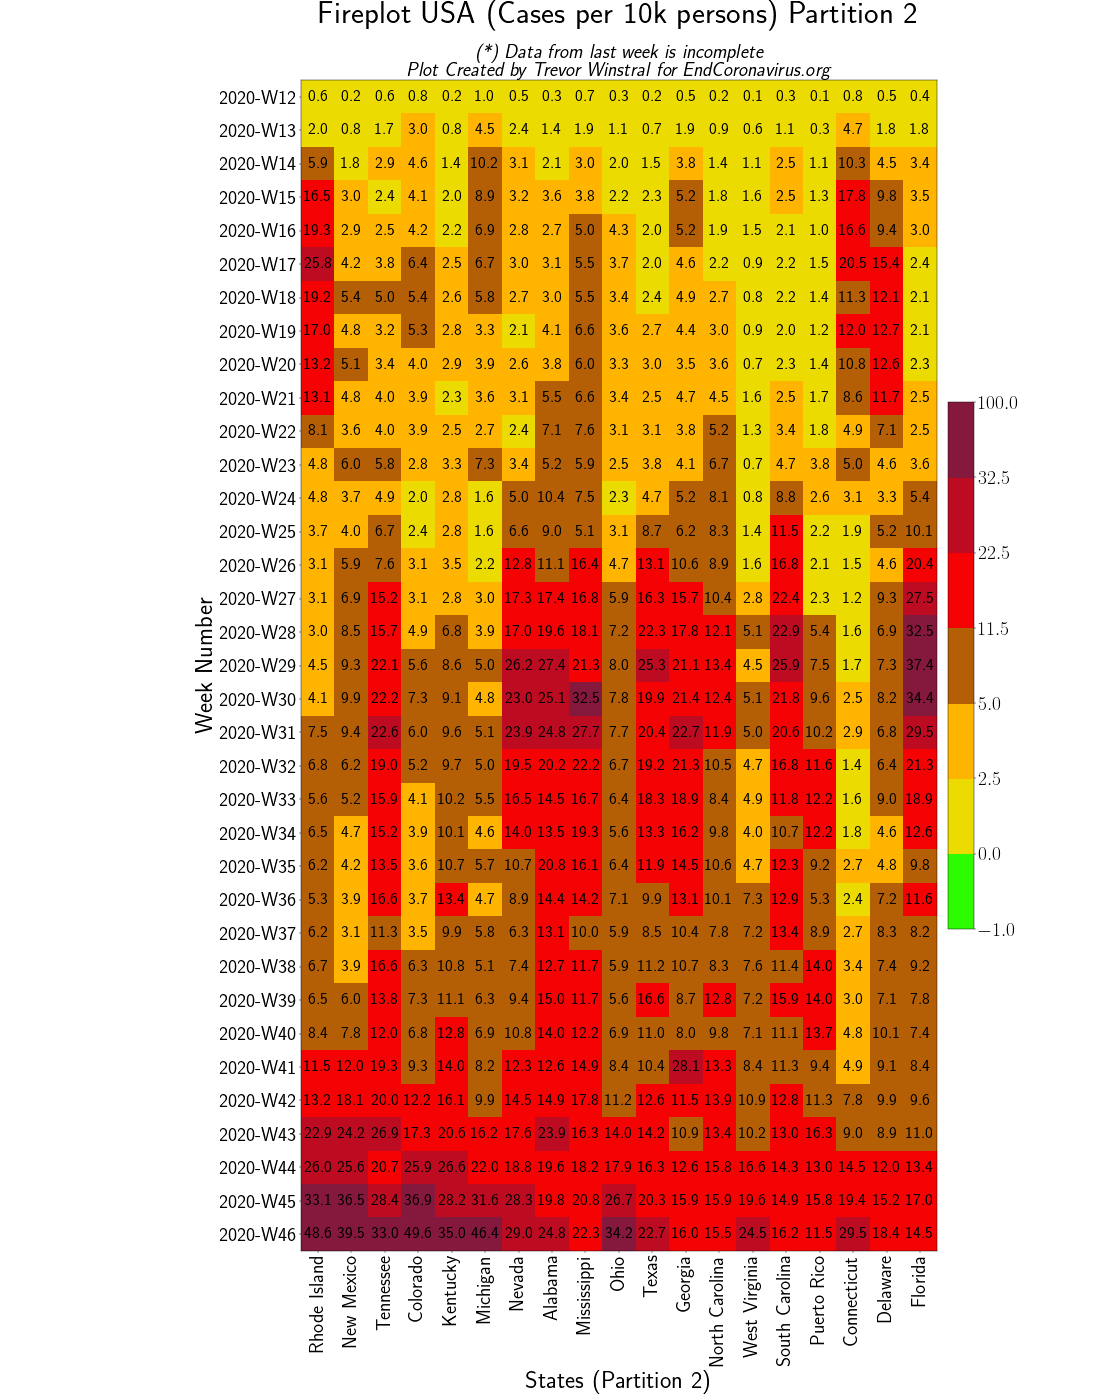 Fireplot USA (Cases per 10k persons) Partition 2
(*) Data from last week is incomplete
Plot Created by Trevor Winstral for EndCoronavirus.org
2020-W12 0.6 0.2 0.6 0.8 0.2 1.0 0.5 0.3 0.7 0.3 0.2 0.5 0.2 0.1 0.3 0.1 0.8 0.5 0.4
2020-W13 2.0 0.8 1.7 3.0 0.8 4.5 2.4 1.4 1.9 1.1 0.7 1.9 0.9 0.6 1.1 0.3 4.7 1.8 1.8
2020-W14 5.9 1.8 2.9 4.6 1.4 10.2 3.1 2.1 3.0 2.0 1.5 3.8 1.4 1.1 2.5 1.1 10.3 4.5 3.4
2020-W15 16.5 3.0 2.4 4.1 2.0 8.9 3.2 3.6 3.8 2.2 2.3 5.2 1.8 1.6 2.5 1.3 17.8 9.8 3.5
2020-W16 19.3 2.9 2.5 4.2 2.2 6.9 2.8 2.7 5.0 4.3 2.0 5.2 1.9 1.5 2.1 1.0 16.6 9.4 3.0
2020-W17 25.8 4.2 3.8 6.4 2.5 6.7 3.0 3.1 5.5 3.7 2.0 4.6 2.2 0.9 2.2 1.5 20.5 15.4 2.4
2020-W18 19.2 5.4 5.0 5.4 2.6 5.8 2.7 3.0 5.5 3.4 2.4 4.9 2.7 0.8 2.2 1.4 11.3 12.1 2.1
2020-W19 17.0 4.8 3.2 5.3 2.8 3.3 2.1 4.1 6.6 3.6 2.7 4.4 3.0 0.9 2.0 1.2 12.0 12.7 2.1
2020-W20 13.2 5.1 3.4 4.0 2.9 3.9 2.6 3.8 6.0 3.3 3.0 3.5 3.6 0.7 2.3 1.4 10.8 12.6 2.3
2020-W21 13.1 4.8 4.0 3.9 2.3 3.6 3.1 5.5 6.6 3.4 2.5 4.7 4.5 1.6 2.5 1.7 8.6 11.7 2.5
2020-W22 8.1 3.6 4.0 3.9 2.5 2.7 2.4 7.1 7.6 3.1 3.1 3.8 5.2 1.3 3.4 1.8 4.9 7.1 2.5
2020-W23 4.8 6.0 5.8 2.8 3.3 7.3 3.4 5.2 5.9 2.5 3.8 4.1 6.7 0.7 4.7 3.8 5.0 4.6 3.6
2020-W24 4.8 3.7 4.9 2.0 2.8 1.6 5.0 10.4 7.5 2.3 4.7 5.2 8.1 0.8 8.8 2.6 3.1 3.3 5.4
2020-W25 3.7 4.0 6.7 2.4 2.8 1.6 6.6 9.0 5.1 3.1 8.7 6.2 8.3 1.4 11.5 2.2 1.9 5.2 10.1
2020-W26 3.1 5.9 7.6 3.1 3.5 2.2 12.8 11.1 16.4 4.7 13.1 10.6 8.9 1.6 16.8 2.1 1.5 4.6 20.4
2020-W27 3.1 6.9 15.2 3.1 2.8 3.0 17.3 17.4 16.8 5.9 16.3 15.7 10.4 2.8 22.4 2.3 1.2 9.3 27.5
2020-W28 3.0 8.5 15.7 4.9 6.8 3.9 17.0 19.6 18.1 7.2 22.3 17.8 12.1 5.1 22.9 5.4 1.6 6.9 32.5
2020-W29 4.5 9.3 22.1 5.6 8.6 5.0 26.2 27.4 21.3 8.0 25.3 21.1 13.4 4.5 25.9 7.5 1.7 7.3 37.4
2020-W30 4.1 9.9 22.2 7.3 9.1 4.8 23.0 25.1 32.5 7.8 19.9 21.4 12.4 5.1 21.8 9.6 2.5 8.2 34.4
2020-W31 7.5 9.4 22.6 6.0 9.6 5.1 23.9 24.8 27.7 7.7 20.4 22.7 11.9 5.0 20.6 10.2 2.9 6.8 29.5
2020-W32 6.8 6.2 19.0 5.2 9.7 5.0 19.5 20.2 22.2 6.7 19.2 21.3 10.5 4.7 16.8 11.6 1.4 6.4 21.3
2020-W33 5.6 5.2 15.9 4.1 10.2 5.5 16.5 14.5 16.7 6.4 18.3 18.9 8.4 4.9 11.8 12.2 1.6 9.0 18.9
2020-W34 6.5 4.7 15.2 3.9 10.1 4.6 14.0 13.5 19.3 5.6 13.3 16.2 9.8 4.0 10.7 12.2 1.8 4.6 12.6
2020-W35 6.2 4.2 13.5 3.6 10.7 5.7 10.7 20.8 16.1 6.4 11.9 14.5 10.6 4.7 12.3 9.2 2.7 4.8 9.8
2020-W36 5.3 3.9 16.6 3.7 13.4 4.7 8.9 14.4 14.2 7.1 9.9 13.1 10.1 7.3 12.9 5.3 2.4 7.2 11.6
2020-W37 6.2 3.1 11.3 3.5 9.9 5.8 6.3 13.1 10.0 5.9 8.5 10.4 7.8 7.2 13.4 8.9 2.7 8.3 8.2
2020-W38 6.7 3.9 16.6 6.3 10.8 5.1 7.4 12.7 11.7 5.9 11.2 10.7 8.3 7.6 11.4 14.0 3.4 7.4 9.2
2020-W39 6.5 6.0 13.8 7.3 11.1 6.3 9.4 15.0 11.7 5.6 16.6 8.7 12.8 7.2 15.9 14.0 3.0 7.1 7.8
2020-W40 8.4 7.8 12.0 6.8 12.8 6.9 10.8 14.0 12.2 6.9 11.0 8.0 9.8 7.1 11.1 13.7 4.8 10.1 7.4
2020-W41 11.5 12.0 19.3 9.3 14.0 8.2 12.3 12.6 14.9 8.4 10.4 28.1 13.3 8.4 11.3 9.4 4.9 9.1 8.4
2020-W42 13.2 18.1 20.0 12.2 16.1 9.9 14.5 14.9 17.8 11.2 12.6 11.5 13.9 10.9 12.8 11.3 7.8 9.9 9.6
2020-W43 22.9 24.2 26.9 17.3 20.6 16.2 17.6 23.9 16.3 14.0 14.2 10.9 13.4 10.2 13.0 16.3 9.0 8.9 11.0
2020-W44 26.0 25.6 20.7 25.9 26.6 22.0 18.8 19.6 18.2 17.9 16.3 12.6 15.8 16.6 14.3 13.0 14.5 12.0 13.4
2020-W45 33.1 36.5 28.4 36.9 28.2 31.6 28.3 19.8 20.8 26.7 20.3 15.9 15.9 19.6 14.9 15.8 19.4 15.2 17.0
2020-W46 48.6 39.5 33.0 49.6 35.0 46.4 29.0 24.8 22.3 34.2 22.7 16.0 15.5 24.5 16.2 11.5 29.5 18.4 14.5
Week Number
Rhode Island
New Mexico
Tennessee
Colorado
Kentucky
Michigan
Nevada
Alabama
Mississippi
Ohio
Texas
Georgia
North Carolina
West Virginia
South Carolina
Puerto Rico
Connecticut
Delaware
Florida
States (Partition 2)
100.0
32.5
22.5
11.5
5.0
2.5
0.0
−1.0